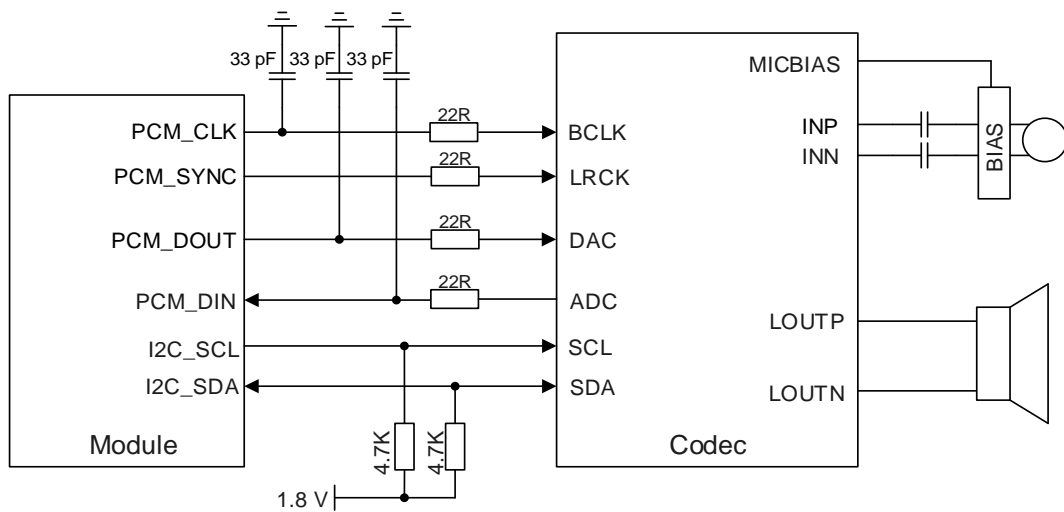 33 pF 33 pF 33 pF
MICBIAS
PCM_CLK 22R BCLK INP
PCM_SYNC 22R LRCK INN
BIAS
PCM_DOUT 22R DAC
PCM_DIN 22R ADC
I2C_SCL SCL LOUTP
I2C_SDA SDA LOUTN
Module Codec
4.7K 4.7K
1.8 V